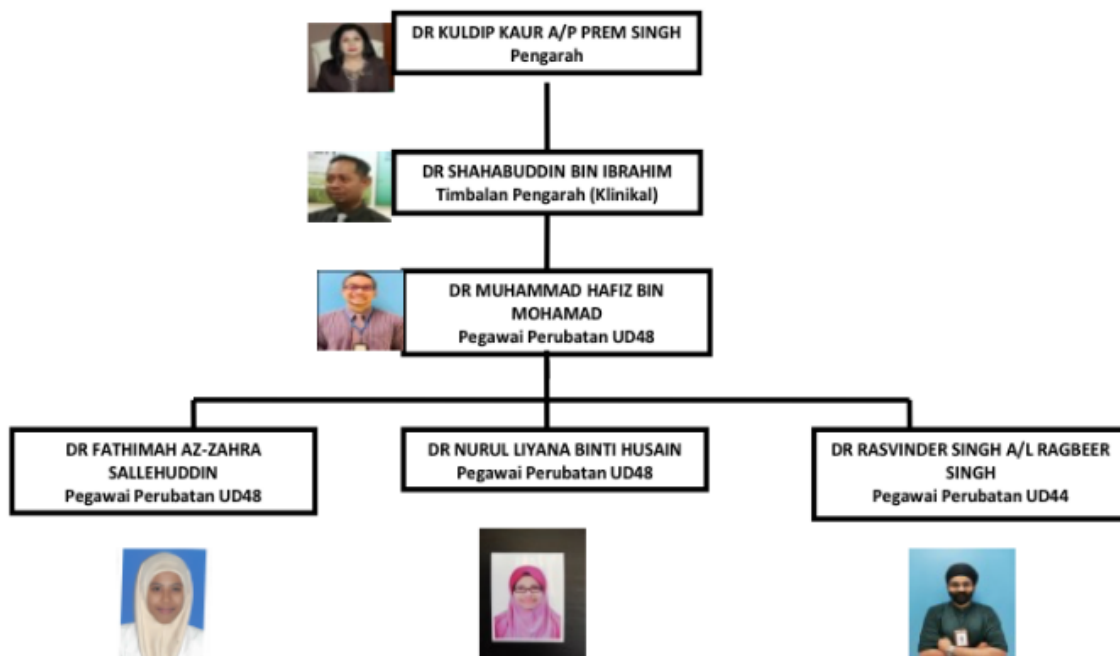 DR KULDIP KAUR A/P PREM SINGH
Pengarah
DR SHAHABUDDIN BIN IBRAHIM
Timbalan Pengarah (Klinikal)
DR MUHAMMAD HAFIZ BIN
MOHAMAD
Pegawai Perubatan UD48
DR FATHIMAH AZ-ZAHRA
SALLEHUDDIN
Pegawai Perubatan UD48
DR NURUL LIYANA BINTI HUSAIN
Pegawai Perubatan UD48
DR RASVINDER SINGH A/L RAGBEER
SINGH
Pegawai Perubatan UD44